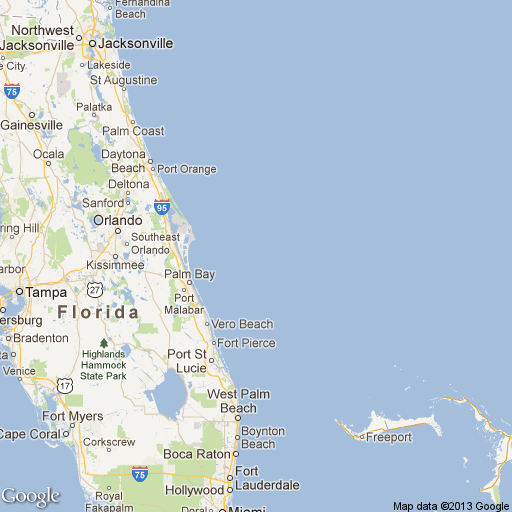 Fernandina
Beach
Northwest
Jacksonville
Jacksonville
e City
Lakeside
St Augustine
75
Palatka
Gainesville
Palm Coast
Ocala
Daytona
Beach
Port Orange
Deltona
Sanford
95
Orlando
ring Hill
Southeast
Orlando
Kissimmee
arbor
Palm Bay
Tampa
27
Port
Malabar
Florida
ersburg
Vero Beach
Bradenton
Fort Pierce
Highlands
Hammock
State Park
Port St
Lucie
Venice
17
West Palm
Beach
Fort Myers
Freeport
Cape Coral
Boynton
Beach
Corkscrew
Boca Raton
75
Fort
Lauderdale
Hollywood
Royal
Fakapalm
Doral
Miami
Google
Map data ©2013 Google